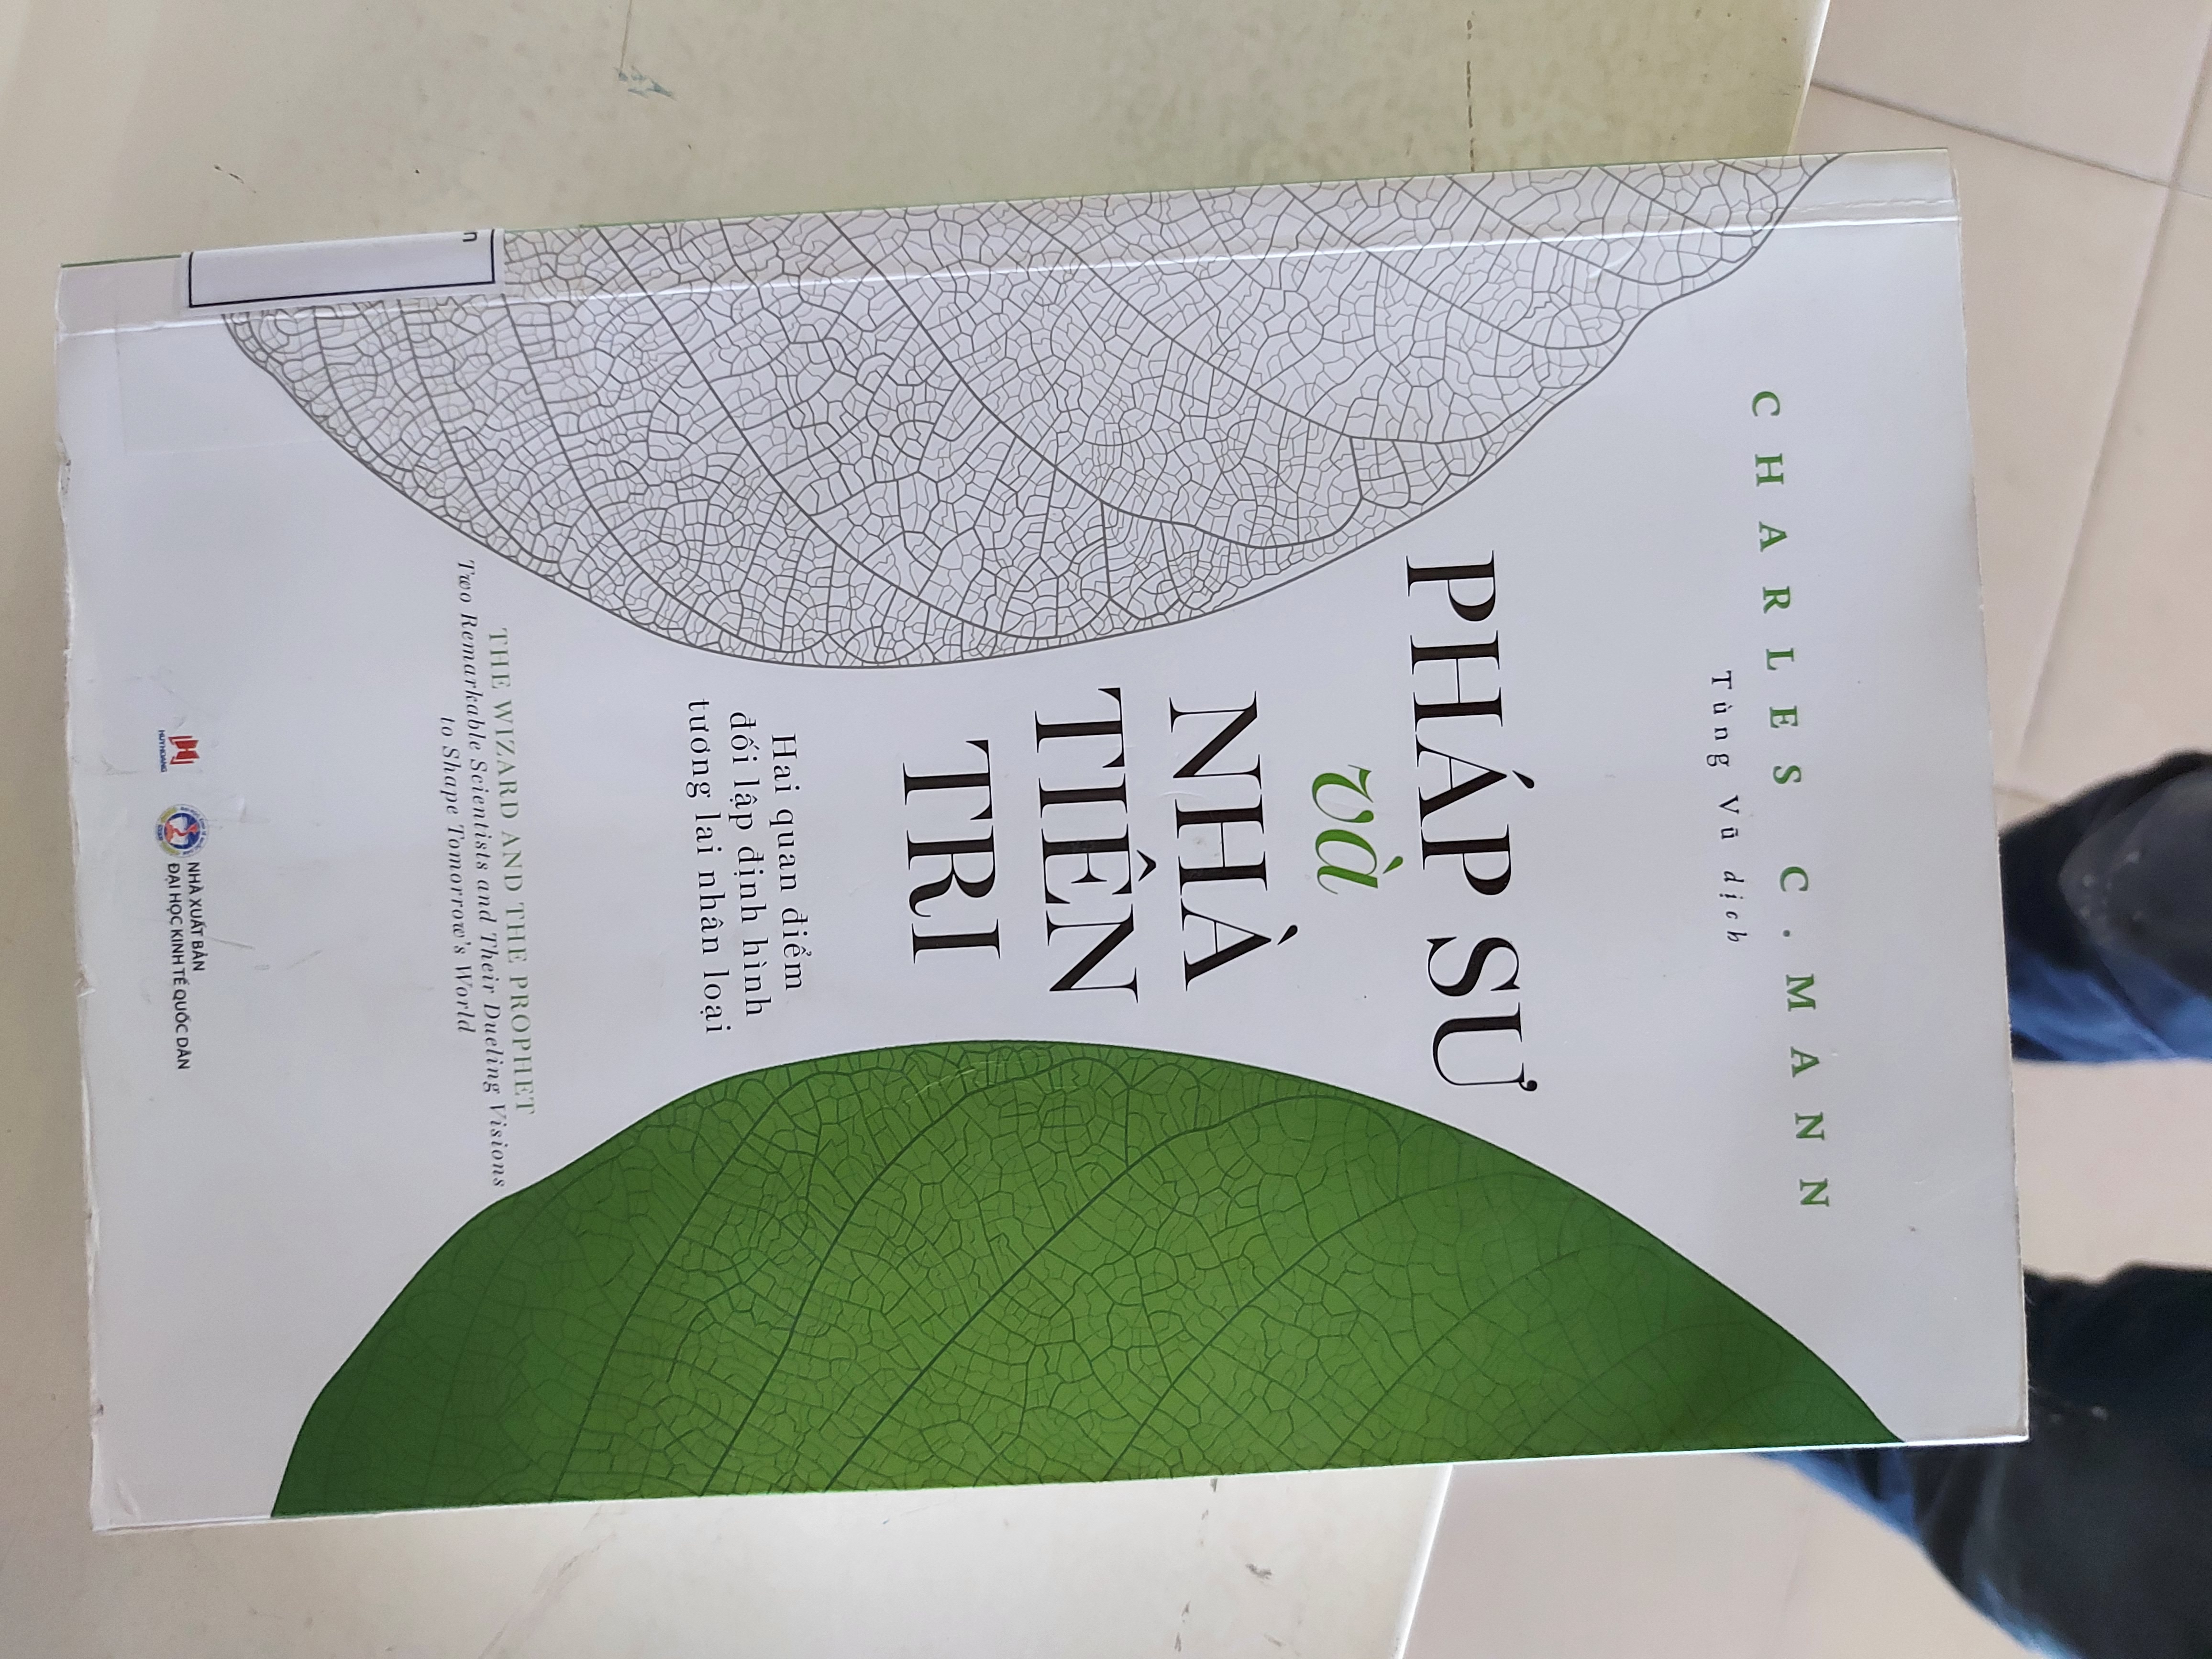 CHARLES C. MANN
Tùng Vũ dịch
PHÁP SƯ
và
NHÀ
TIÊN
TRI
Hai quan điểm
đối lập định hình
tương lai nhân loại
THE WIZARD AND THE PROPHET
Two Remarkable Scientists and Their Dueling Visions
to Shape Tomorrow's World
n
HUYHOANG
NHÀ XUẤT BẢN
ĐẠI HỌC KINH TẾ QUỐC DÂN